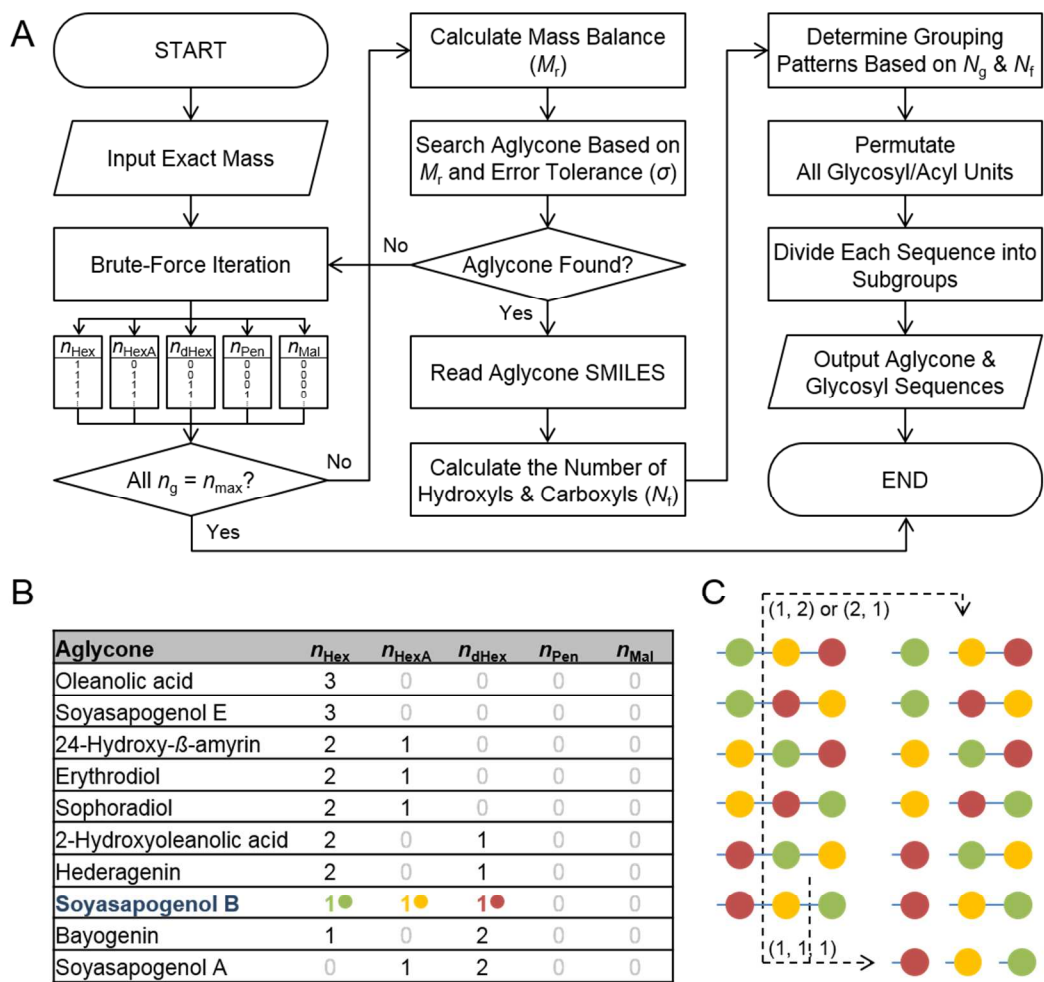 A
START
Input Exact Mass
Brute-Force Iteration
nHex nHexA ndHex nPen nMal
1 0 0 0 0
1 0 0 0 0
1 1 0 0 0
1 1 1 1 0
All ng = nmax?
No
Yes
Calculate Mass Balance
(Mr)
Search Aglycone Based on
Mr and Error Tolerance (σ)
Aglycone Found?
No
Yes
Read Aglycone SMILES
Calculate the Number of
Hydroxyls & Carboxyls (Nf)
Determine Grouping
Patterns Based on Ng & Nf
Permutate
All Glycosyl/Acyl Units
Divide Each Sequence into
Subgroups
Output Aglycone &
Glycosyl Sequences
END
B
Aglycone nHex nHexA ndHex nPen nMal
Oleanolic acid 3 0 0 0 0
Soyasapogenol E 3 0 0 0 0
24-Hydroxy-ß-amyrin 2 1 0 0 0
Erythrodiol 2 1 0 0 0
Sophoradiol 2 1 0 0 0
2-Hydroxyoleanolic acid 2 0 1 0 0
Hederagenin 2 0 1 0 0
Soyasapogenol B 1 1 1 0 0
Bayogenin 1 0 2 0 0
Soyasapogenol A 0 1 2 0 0
C
(1, 2) or (2, 1)
(1, 1, 1)